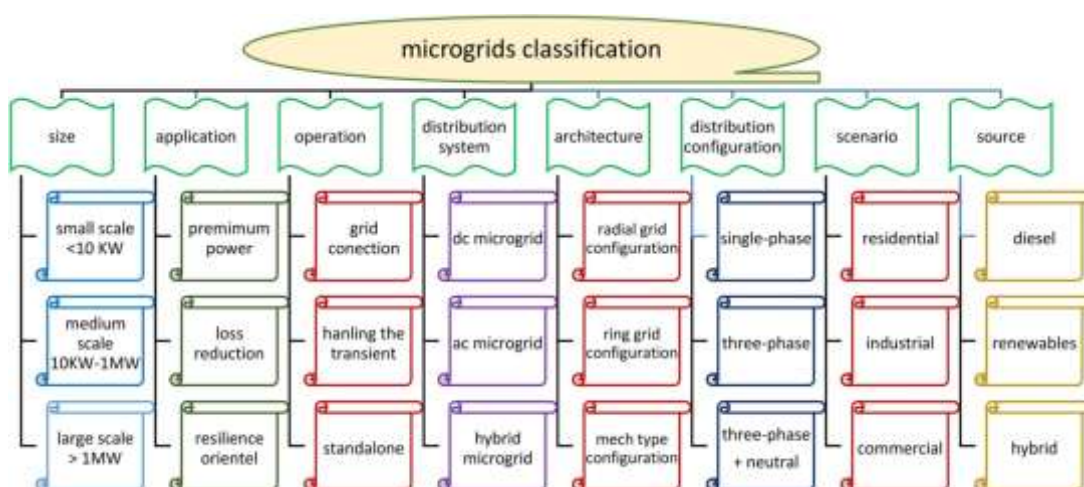 microgrids classification
size
application
operation
distribution
system
architecture
distribution
configuration
scenario
source
small scale
<10 KW
premimum
power
grid
conection
dc microgrid
radial grid
configuration
single-phase
residential
diesel
medium
scale
10KW-1MW
loss
reduction
hanling the
transient
ac microgrid
ring grid
configuration
three-phase
industrial
renewables
large scale
> 1MW
resilience
orientel
standalone
hybrid
microgrid
mech type
configuration
three-phase
+ neutral
commercial
hybrid